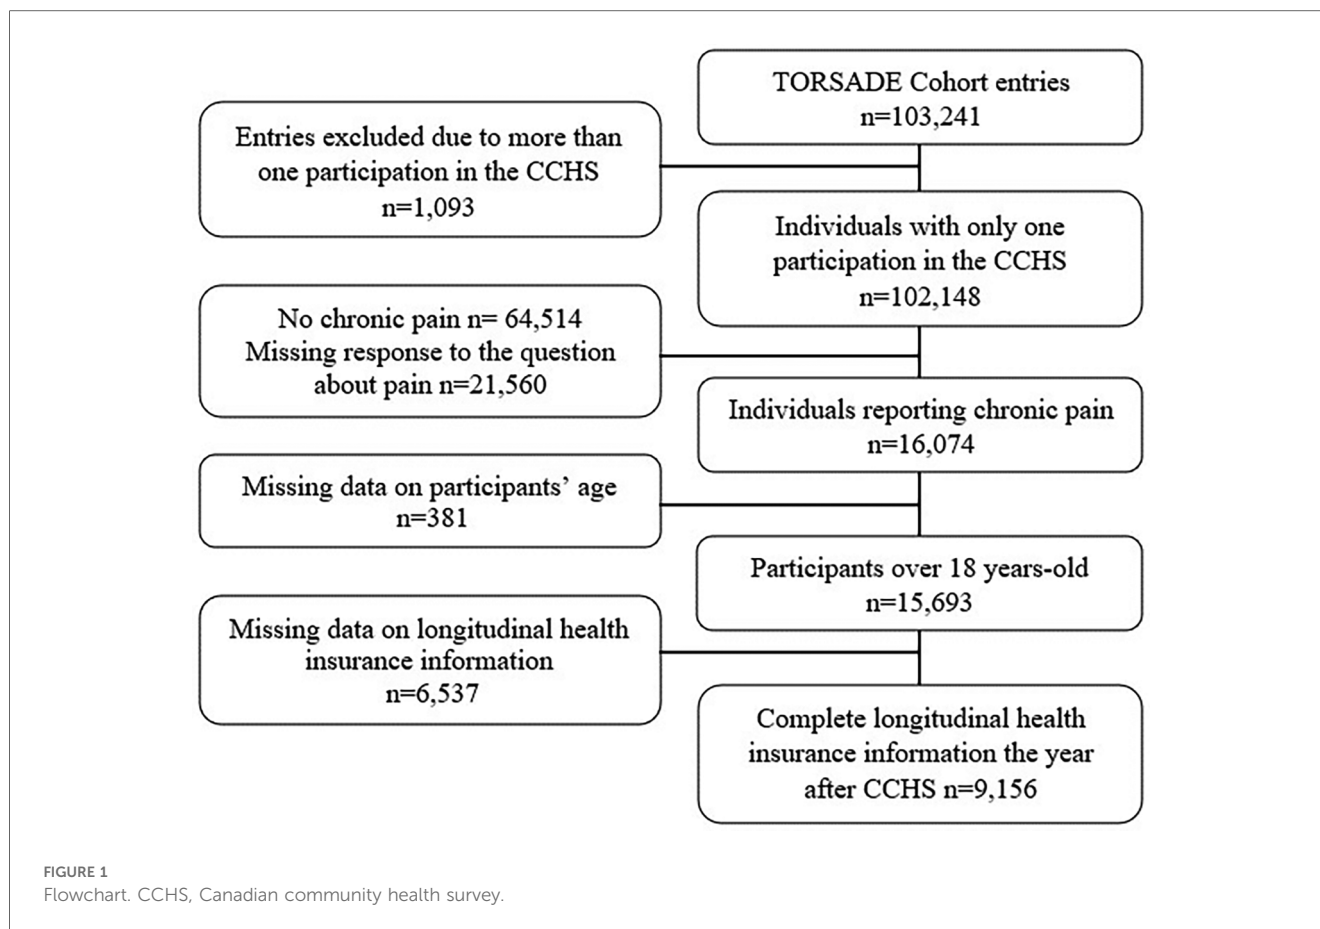 TORSADE Cohort entries
n=103,241
Entries excluded due to more than
one participation in the CCHS
n=1,093
Individuals with only one
participation in the CCHS
n=102,148
No chronic pain n= 64,514
Missing response to the question
about pain n=21,560
Individuals reporting chronic pain
n=16,074
Missing data on participants’ age
n=381
Participants over 18 years-old
n=15,693
Missing data on longitudinal health
insurance information
n=6,537
Complete longitudinal health
insurance information the year
after CCHS n=9,156
FIGURE 1
Flowchart. CCHS, Canadian community health survey.